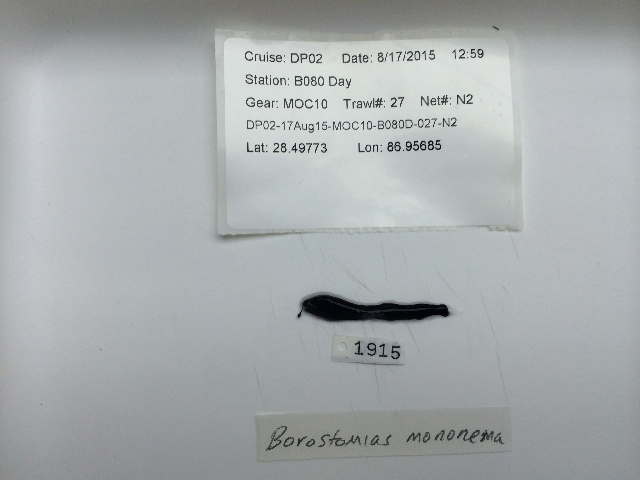 Cruise: DP02 Date: 8/17/2015 12:59
Station: B080 Day
Gear: MOC10 Trawl#: 27 Net#: N2
DP02-17Aug15-MOC10-B080D-027-N2
Lat: 28.49773 Lon: 86.95685
1915
Borostomias mononema